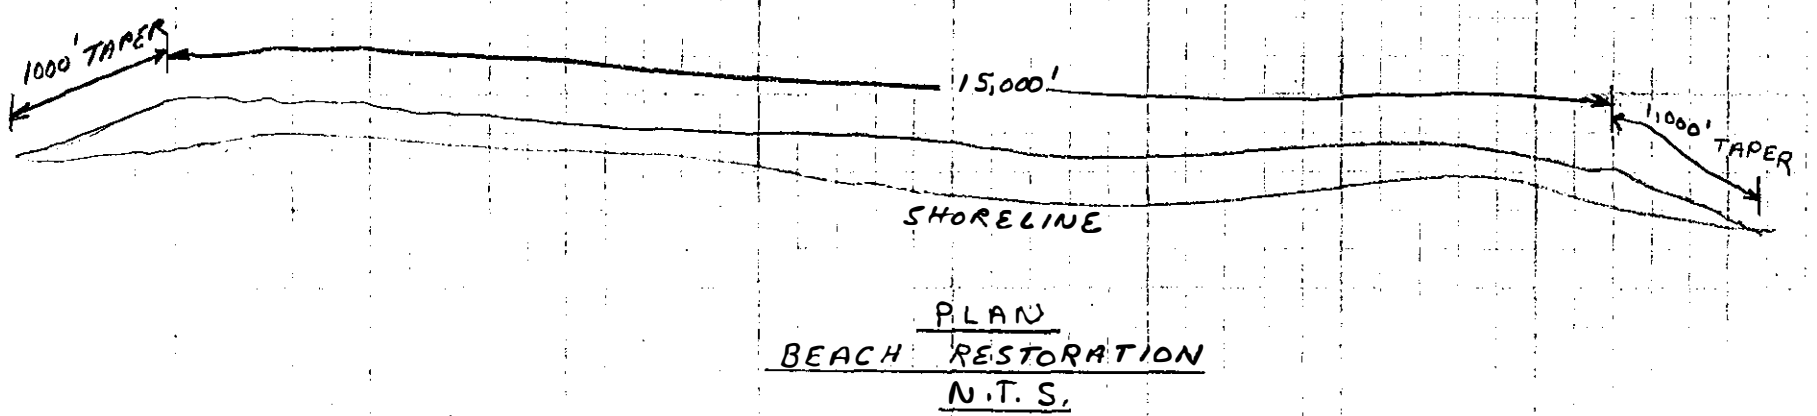 1000' TAPER
15,000'
1,000' TAPER
SHORELINE
PLAN
BEACH RESTORATION
N.T.S.